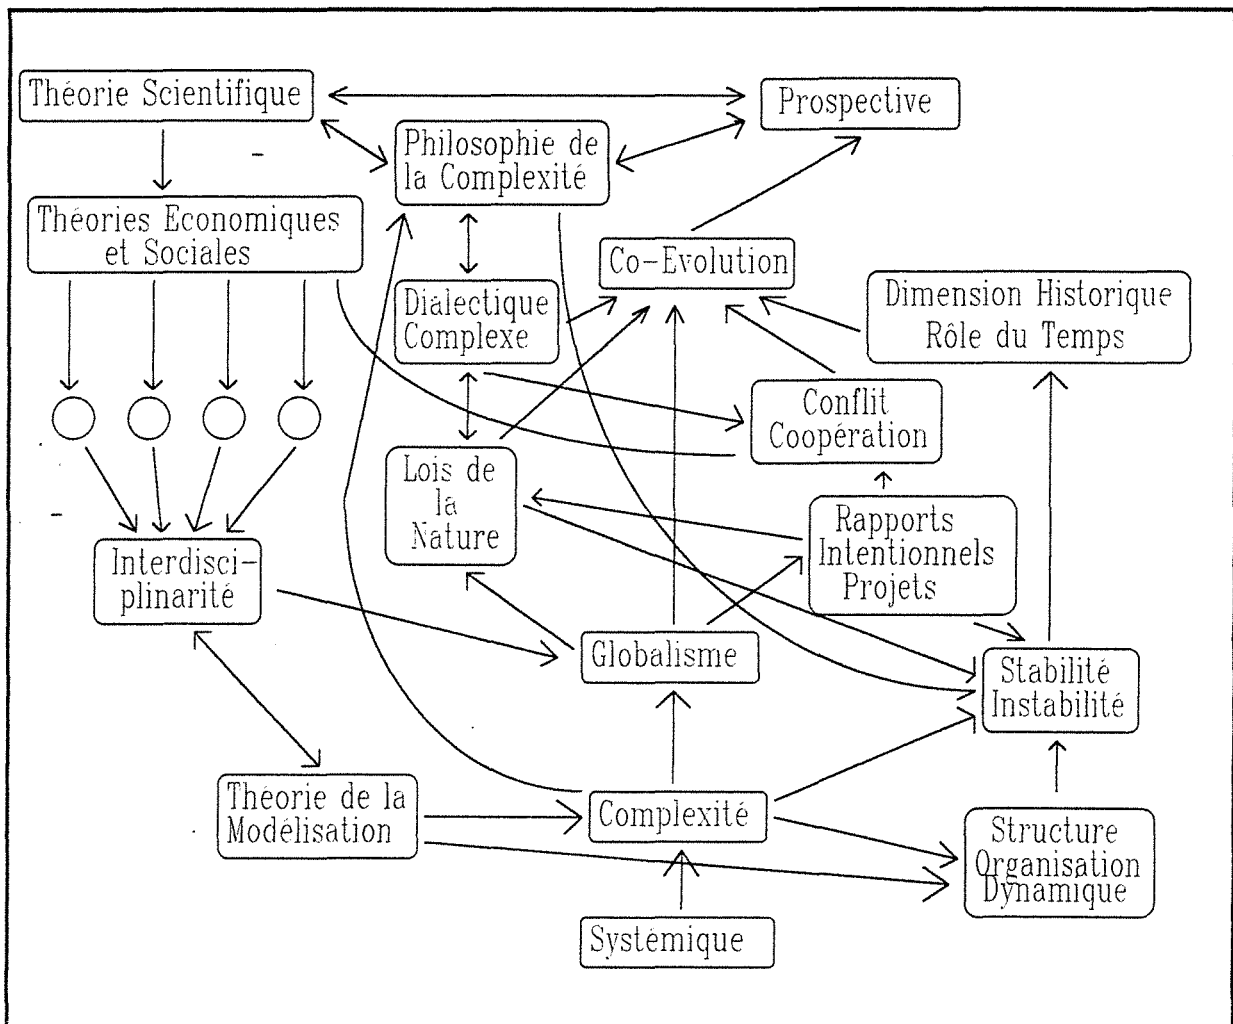 Théorie Scientifique
Prospective
Philosophie de
la Complexité
Théories Economiques
et Sociales
Co-Evolution
Dialectique
Complexe
Dimension Historique
Rôle du Temps
Conflit
Coopération
Lois de
la
Nature
Rapports
Intentionnels
Projets
Interdisci-
plinarité
Globalisme
Stabilité
Instabilité
Théorie de la
Modélisation
Complexité
Structure
Organisation
Dynamique
Systémique